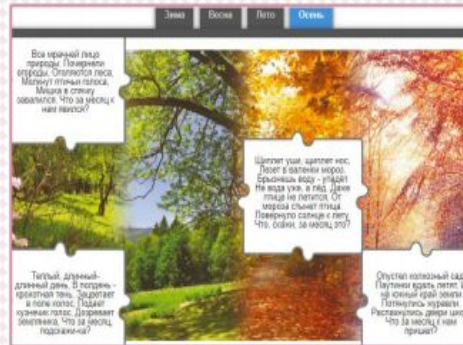 Зима Весна Лето Осень
Все мрачней лицо
природы. Почернели
огороды. Оголяются леса,
Молкнут птичьи голоса,
Мишка в спячку
завалился. Что за месяц к
нам явился?
Щиплет уши, щиплет нос,
Лезет в валенки мороз.
Брызнешь воду - упадёт
Не вода уже, а лёд. Даже
птице не летится, От
мороза стынет птица.
Повернуло солнце к лету.
Что, скажи, за месяц это?
Теплый, длинный-
длинный день, В полдень -
крохотная тень, Зацветает
в поле колос, Подает
кузнечик голос, Дозревает
земляника, Что за месяц,
подскажи-ка?
Опустел колхозный сад,
Паутинки вдаль летят, И
на южный край земли
Потянулись журавли.
Распахнулись двери школ
Что за месяц к нам
пришел?